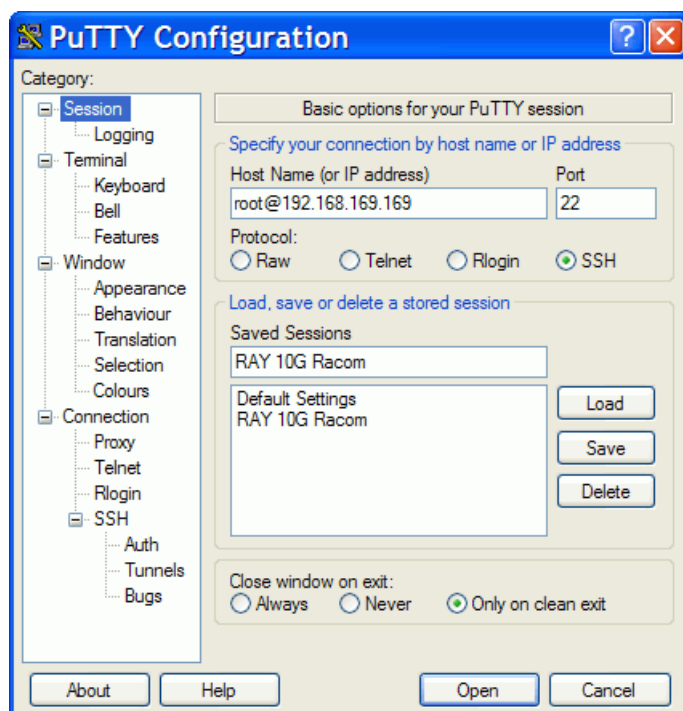 PuTTY Configuration
?
Category:
Session
Logging
Terminal
Keyboard
Bell
Features
Window
Appearance
Behaviour
Translation
Selection
Colours
Connection
Proxy
Telnet
Rlogin
SSH
Auth
Tunnels
Bugs
Basic options for your PuTTY session
Specify your connection by host name or IP address
Host Name (or IP address) Port
root@192.168.169.169 22
Protocol:
Raw Telnet Rlogin SSH
Load, save or delete a stored session
Saved Sessions
RAY 10G Racom
Default Settings
RAY 10G Racom
Load
Save
Delete
Close window on exit:
Always Never Only on clean exit
About Help Open Cancel